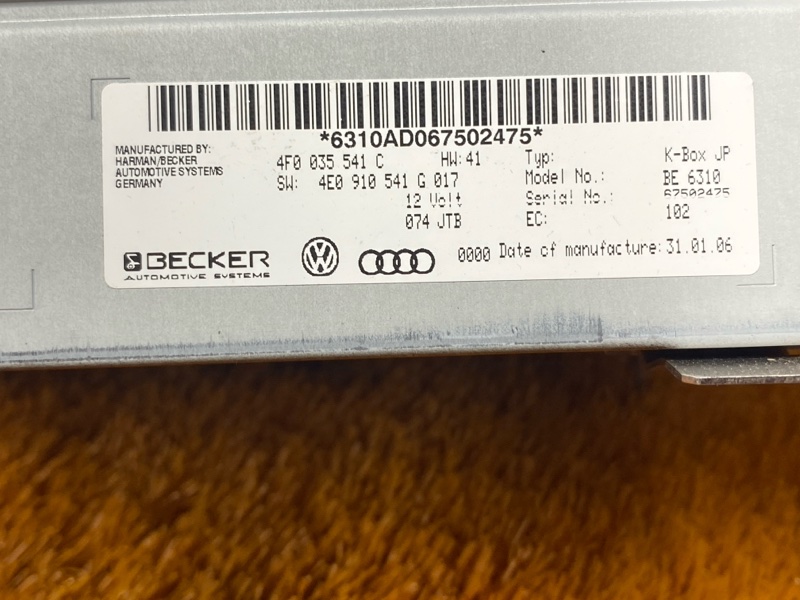 *6310AD067502475*
MANUFACTURED BY:
HARMAN/BECKER
AUTOMOTIVE SYSTEMS
GERMANY
4F0 035 541 C HW:41
SW: 4E0 910 541 G 017
12 Volt
074 JTB
Typ: K-Box JP
Model No.: BE 6310
Serial No.: 67502475
EC: 102
BECKER
AUTOMOTIVE SYSTEMS
0000 Date of manufacture: 31.01.06